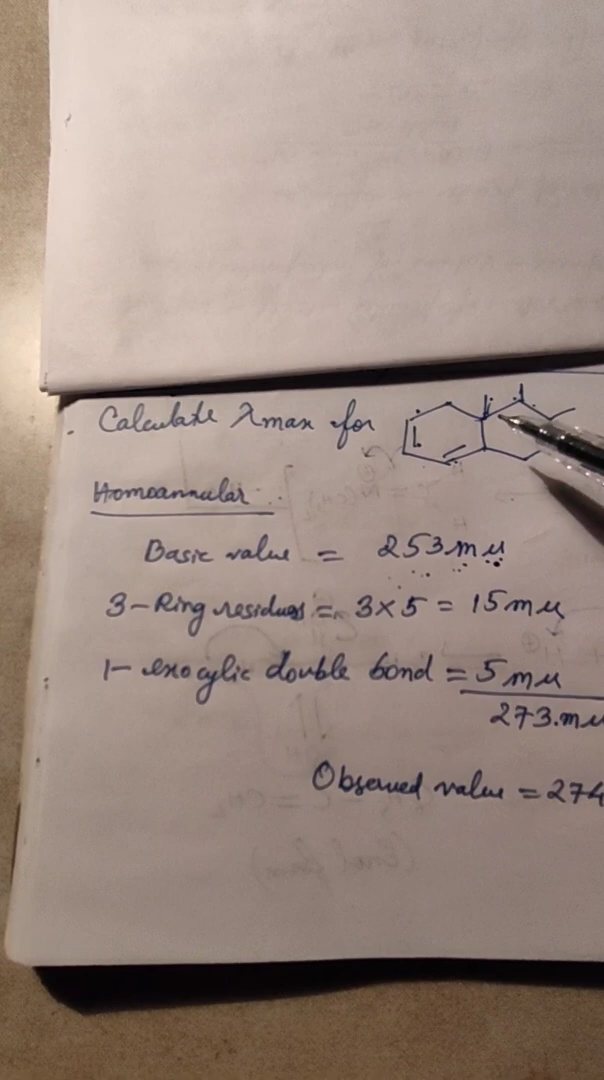 . Calculate λmax for
Homoannular :
Basic value = 253 mμ
3 - Ring residues = 3 × 5 = 15 mμ
1 - exocylic double bond = 5 mμ
273. mμ
Observed value = 274